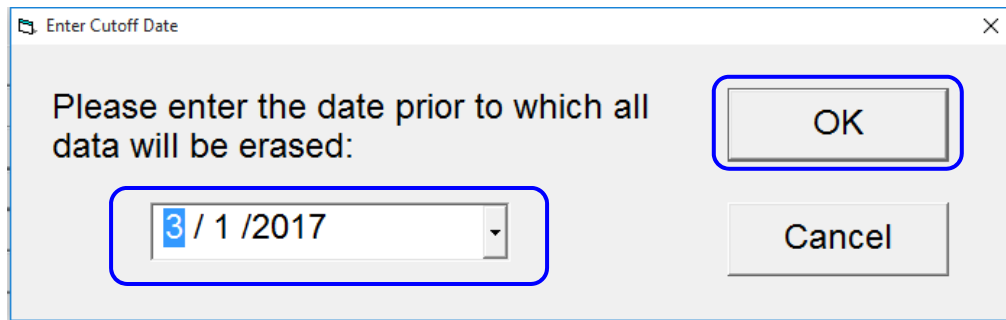 Enter Cutoff Date
Please enter the date prior to which all
data will be erased:
3 / 1 /2017
OK
Cancel